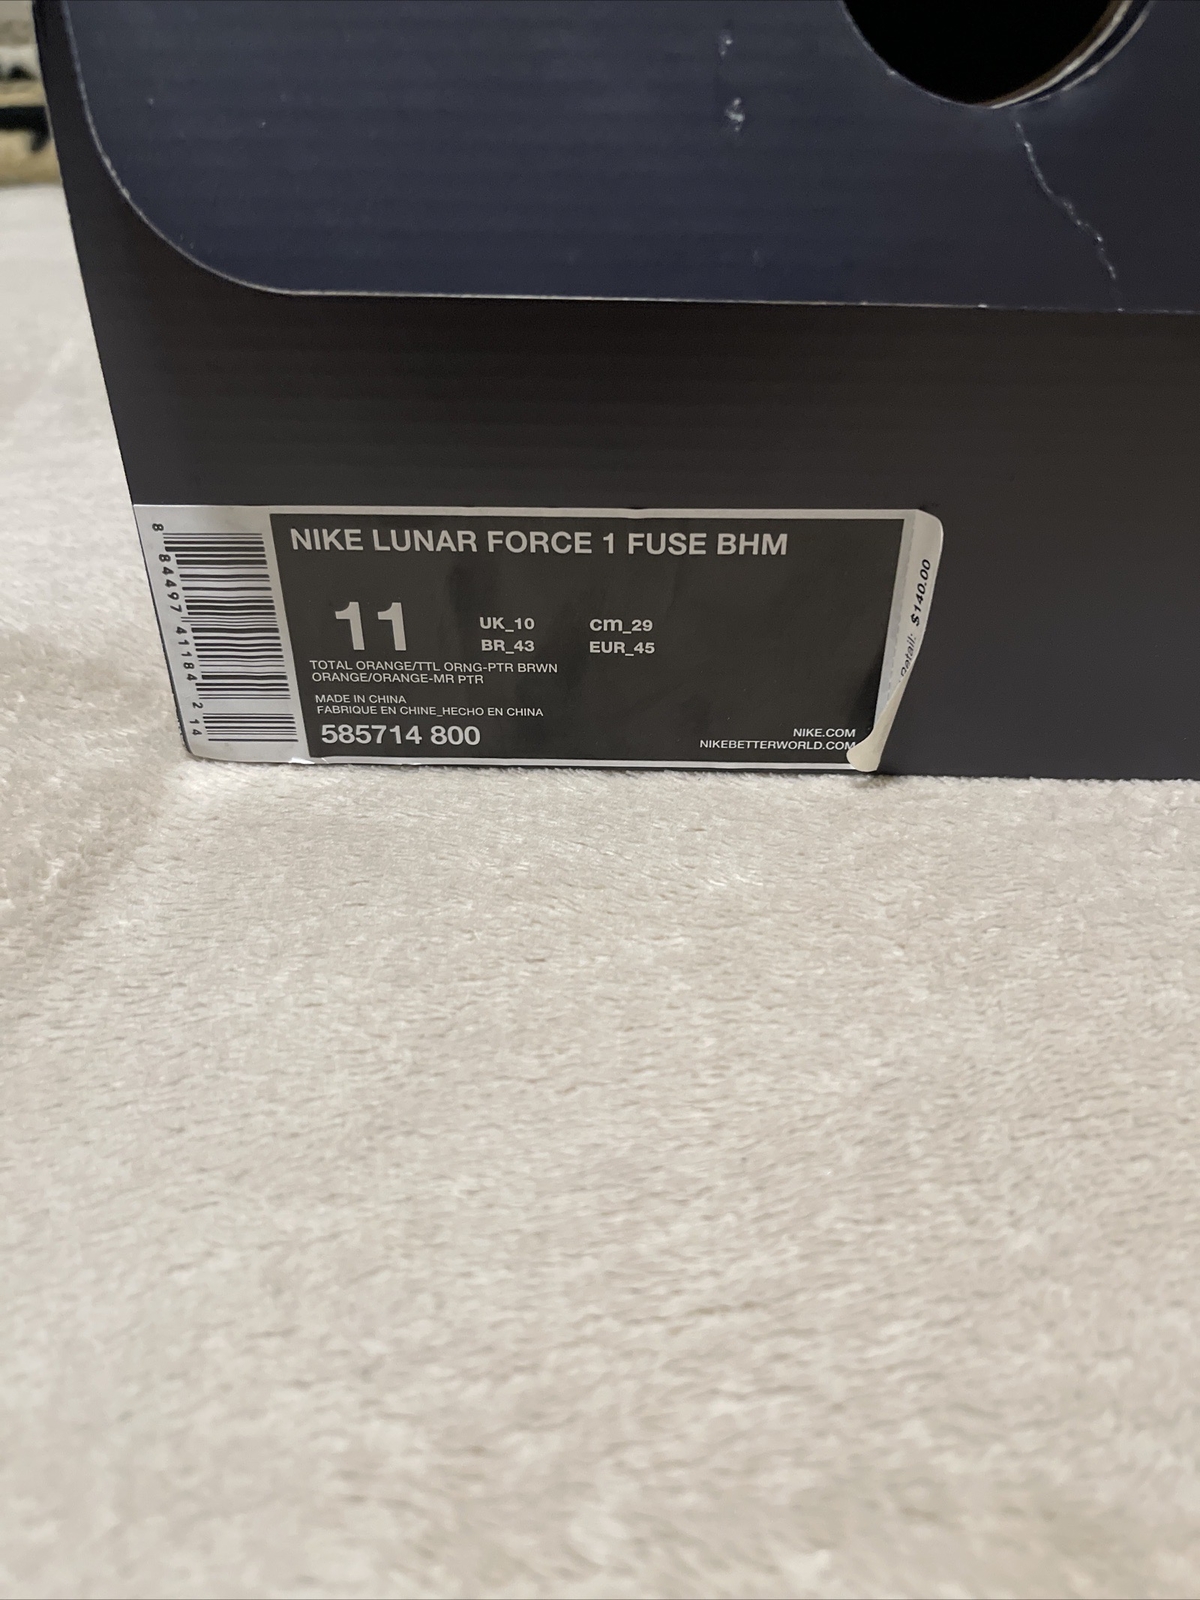 NIKE LUNAR FORCE 1 FUSE BHM
11
UK_10 cm_29
BR_43 EUR_45
TOTAL ORANGE/TTL ORNG-PTR BRWN
ORANGE/ORANGE-MR PTR
MADE IN CHINA
FABRIQUE EN CHINE_HECHO EN CHINA
585714 800
NIKE.COM
NIKEBETTERWORLD.COM
8 84497 41184 2 14
Retail: $140.00